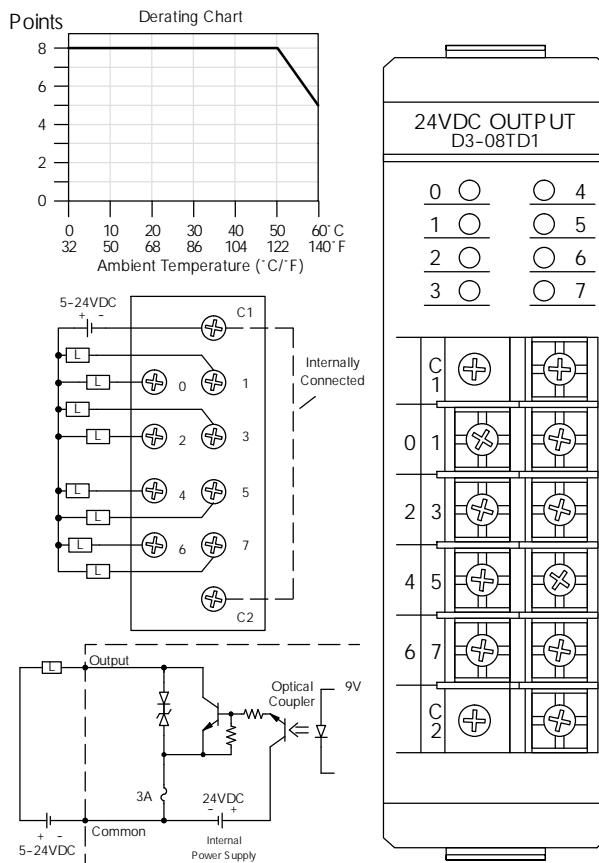 Points
Derating Chart
8
6
4
2
0
0 10 20 30 40 50 60˚C
32 50 68 86 104 122 140˚F
Ambient Temperature (˚C/˚F)
5-24VDC
+ -
C1
L
L
0 1
L
L
2 3
Internally
Connected
L
4 5
L
L
6 7
L
C2
Output
L
Optical
Coupler
9V
3A
24VDC
- +
Common
Internal
Power Supply
+ -
5-24VDC
24VDC OUTPUT
D3-08TD1
0 4
1 5
2 6
3 7
C
1
0 1
2 3
4 5
6 7
C
2